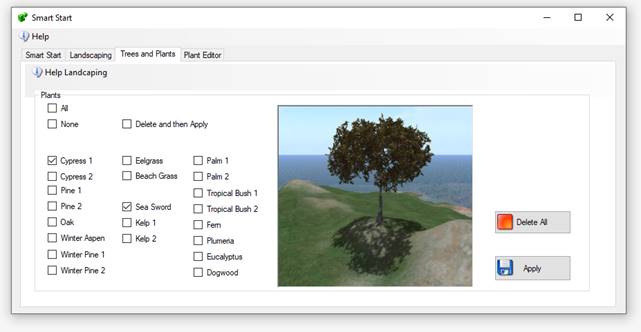 Smart Start
Help
Smart Start Landscaping Trees and Plants Plant Editor
Help Landcaping
Plants
All
None Delete and then Apply
Cypress 1 Eelgrass Palm 1
Cypress 2 Beach Grass Palm 2
Pine 1 Tropical Bush 1
Pine 2 Sea Sword Tropical Bush 2
Oak Kelp 1 Fern
Winter Aspen Kelp 2 Plumeria
Winter Pine 1 Eucalyptus
Winter Pine 2 Dogwood
Delete All
Apply